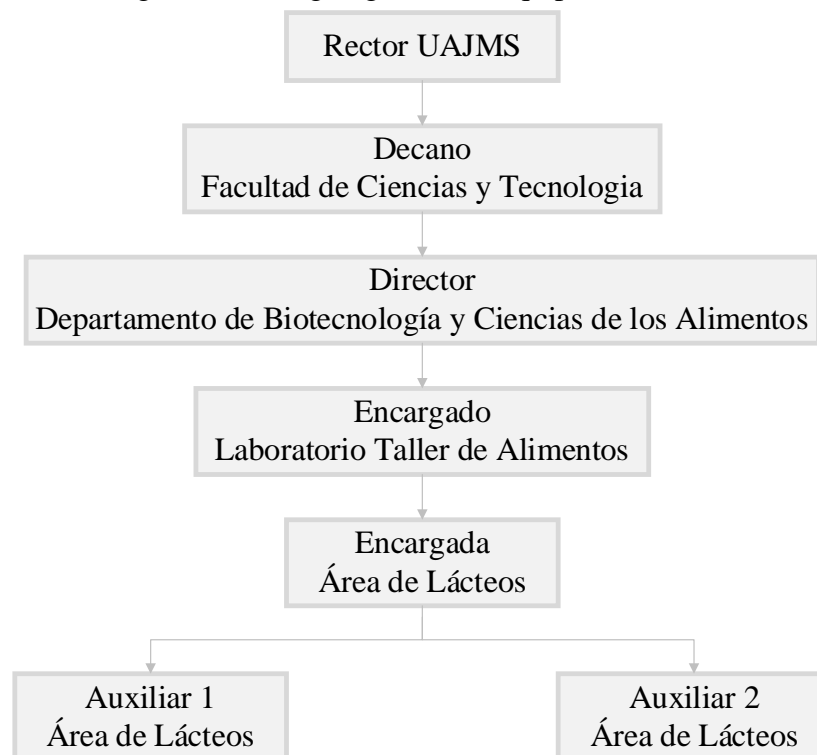 Rector UAJMS
Decano
Facultad de Ciencias y Tecnologia
Director
Departamento de Biotecnología y Ciencias de los Alimentos
Encargado
Laboratorio Taller de Alimentos
Encargada
Área de Lácteos
Auxiliar 1
Área de Lácteos
Auxiliar 2
Área de Lácteos